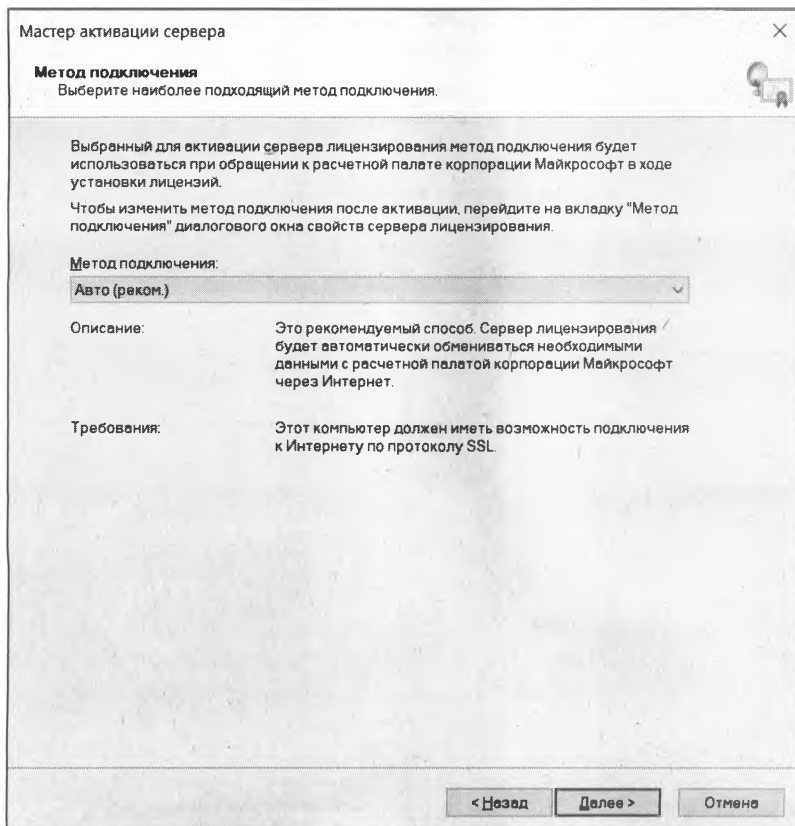 Мастер активации сервера
Метод подключения
Выберите наиболее подходящий метод подключения.
Выбранный для активации сервера лицензирования метод подключения будет
использоваться при обращении к расчетной палате корпорации Майкрософт в ходе
установки лицензий.
Чтобы изменить метод подключения после активации, перейдите на вкладку "Метод
подключения" диалогового окна свойств сервера лицензирования.
Метод подключения:
Авто (реком.)
Описание:
Это рекомендуемый способ. Сервер лицензирования
будет автоматически обмениваться необходимыми
данными с расчетной палатой корпорации Майкрософт
через Интернет.
Требования:
Этот компьютер должен иметь возможность подключения
к Интернету по протоколу SSL.
< Назад
Далее >
Отмена